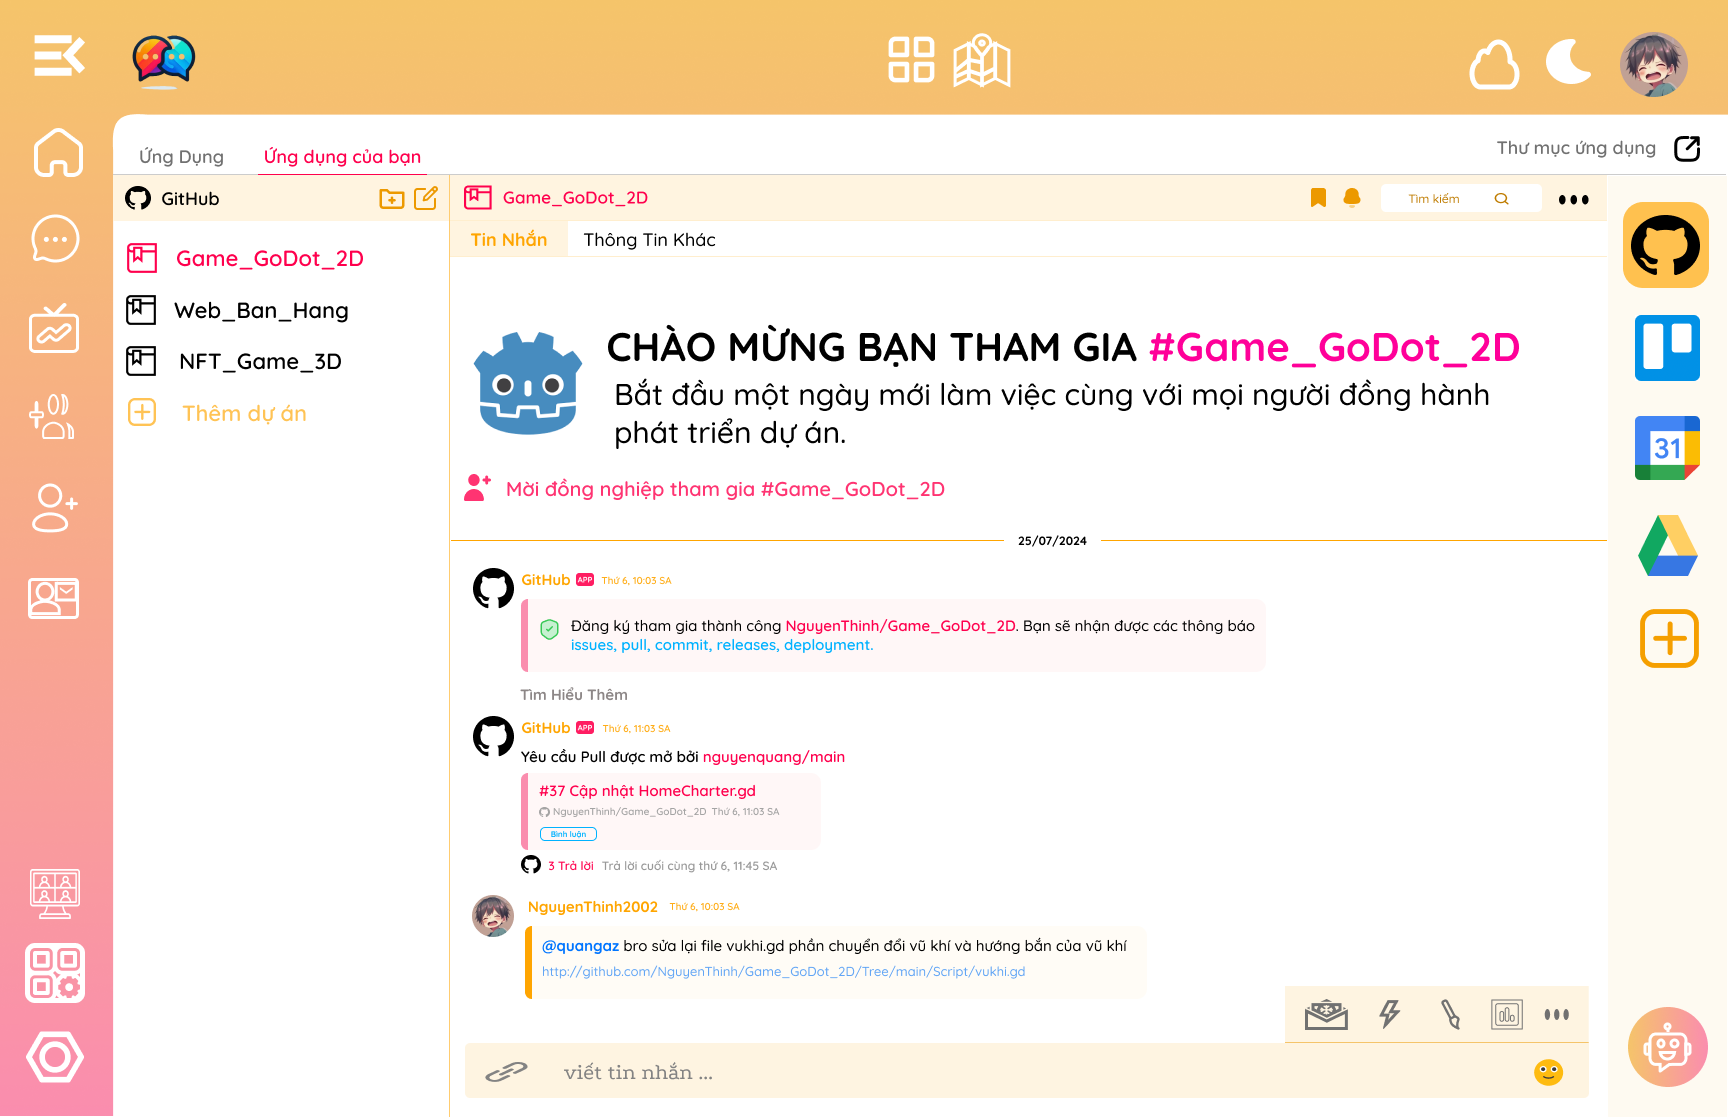 Ứng Dụng
Ứng dụng của bạn
Thư mục ứng dụng
GitHub
Game_GoDot_2D
Web_Ban_Hang
NFT_Game_3D
Thêm dự án
Game_GoDot_2D
Tìm kiếm
Tin Nhắn
Thông Tin Khác
CHÀO MỪNG BẠN THAM GIA #Game_GoDot_2D
Bắt đầu một ngày mới làm việc cùng với mọi người đồng hành
phát triển dự án.
Mời đồng nghiệp tham gia #Game_GoDot_2D
25/07/2024
GitHub APP Thứ 6, 10:03 SA
Đăng ký tham gia thành công NguyenThinh/Game_GoDot_2D. Bạn sẽ nhận được các thông báo
issues, pull, commit, releases, deployment.
Tìm Hiểu Thêm
GitHub APP Thứ 6, 11:03 SA
Yêu cầu Pull được mở bởi nguyenquang/main
#37 Cập nhật HomeCharter.gd
NguyenThinh/Game_GoDot_2D Thứ 6, 11:03 SA
Bình luận
3 Trả lời Trả lời cuối cùng thứ 6, 11:45 SA
NguyenThinh2002 Thứ 6, 10:03 SA
@quangaz bro sửa lại file vukhi.gd phần chuyển đổi vũ khí và hướng bắn của vũ khí
http://github.com/NguyenThinh/Game_GoDot_2D/Tree/main/Script/vukhi.gd
viết tin nhắn ...
31